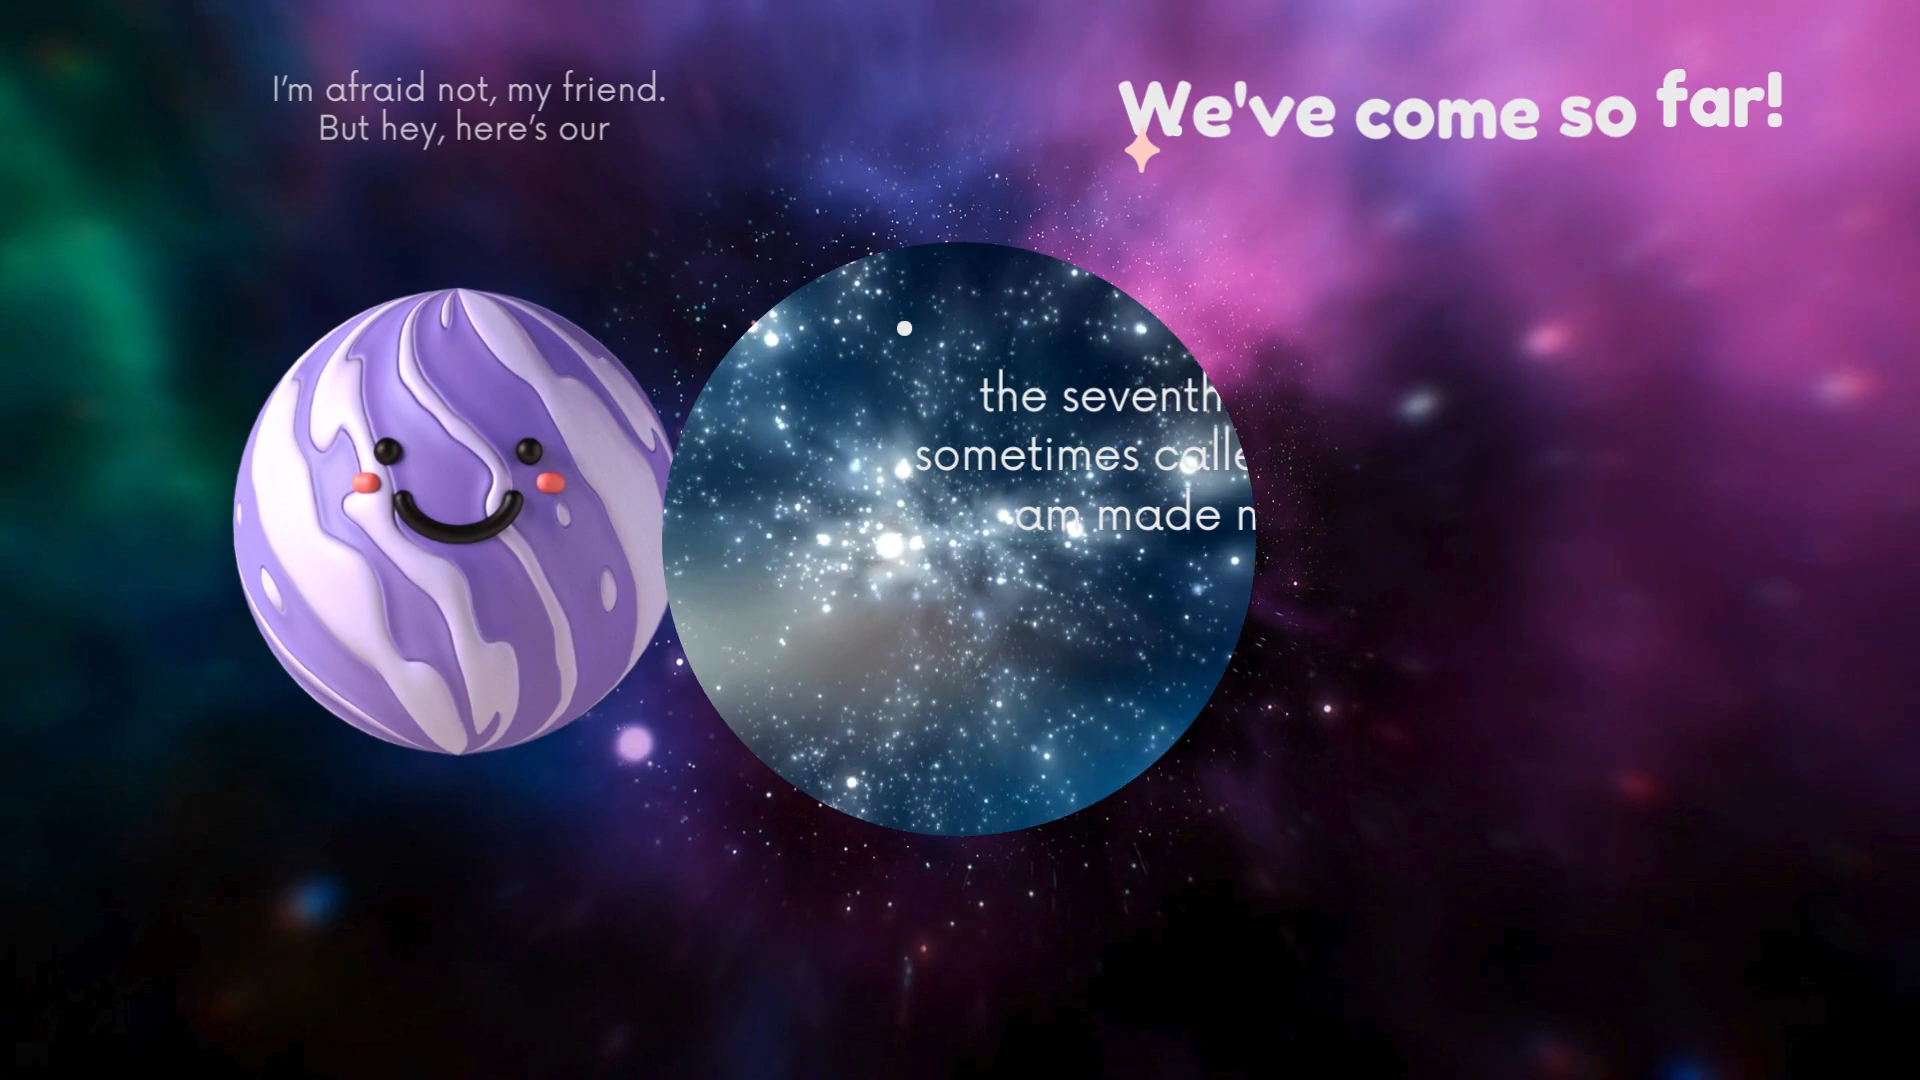 I'm afraid not, my friend.
But hey, here's our
We've come so far!
the seventh
sometimes
am made